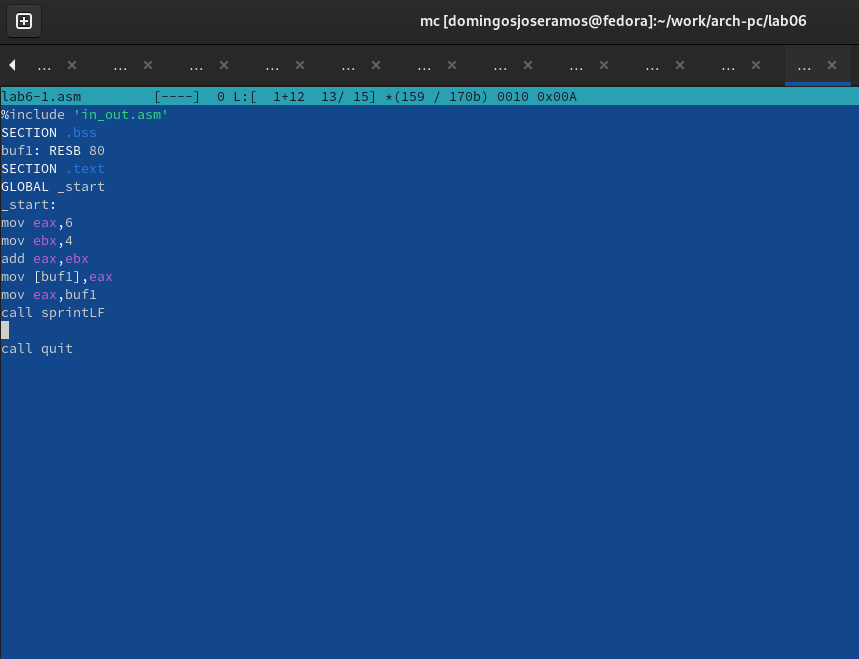 mc [domingosjoseramos@fedora]:~/work/arch-pc/lab06
... × ... × ... × ... × ... × ... × ... × ... × ... × ... × ... ×
lab6-1.asm         [----]  0 L:[  1+12  13/ 15] *(159 / 170b) 0010 0x00A
%include 'in_out.asm'
SECTION .bss
buf1: RESB 80
SECTION .text
GLOBAL _start
_start:
mov eax,6
mov ebx,4
add eax,ebx
mov [buf1],eax
mov eax,buf1
call sprintLF
call quit